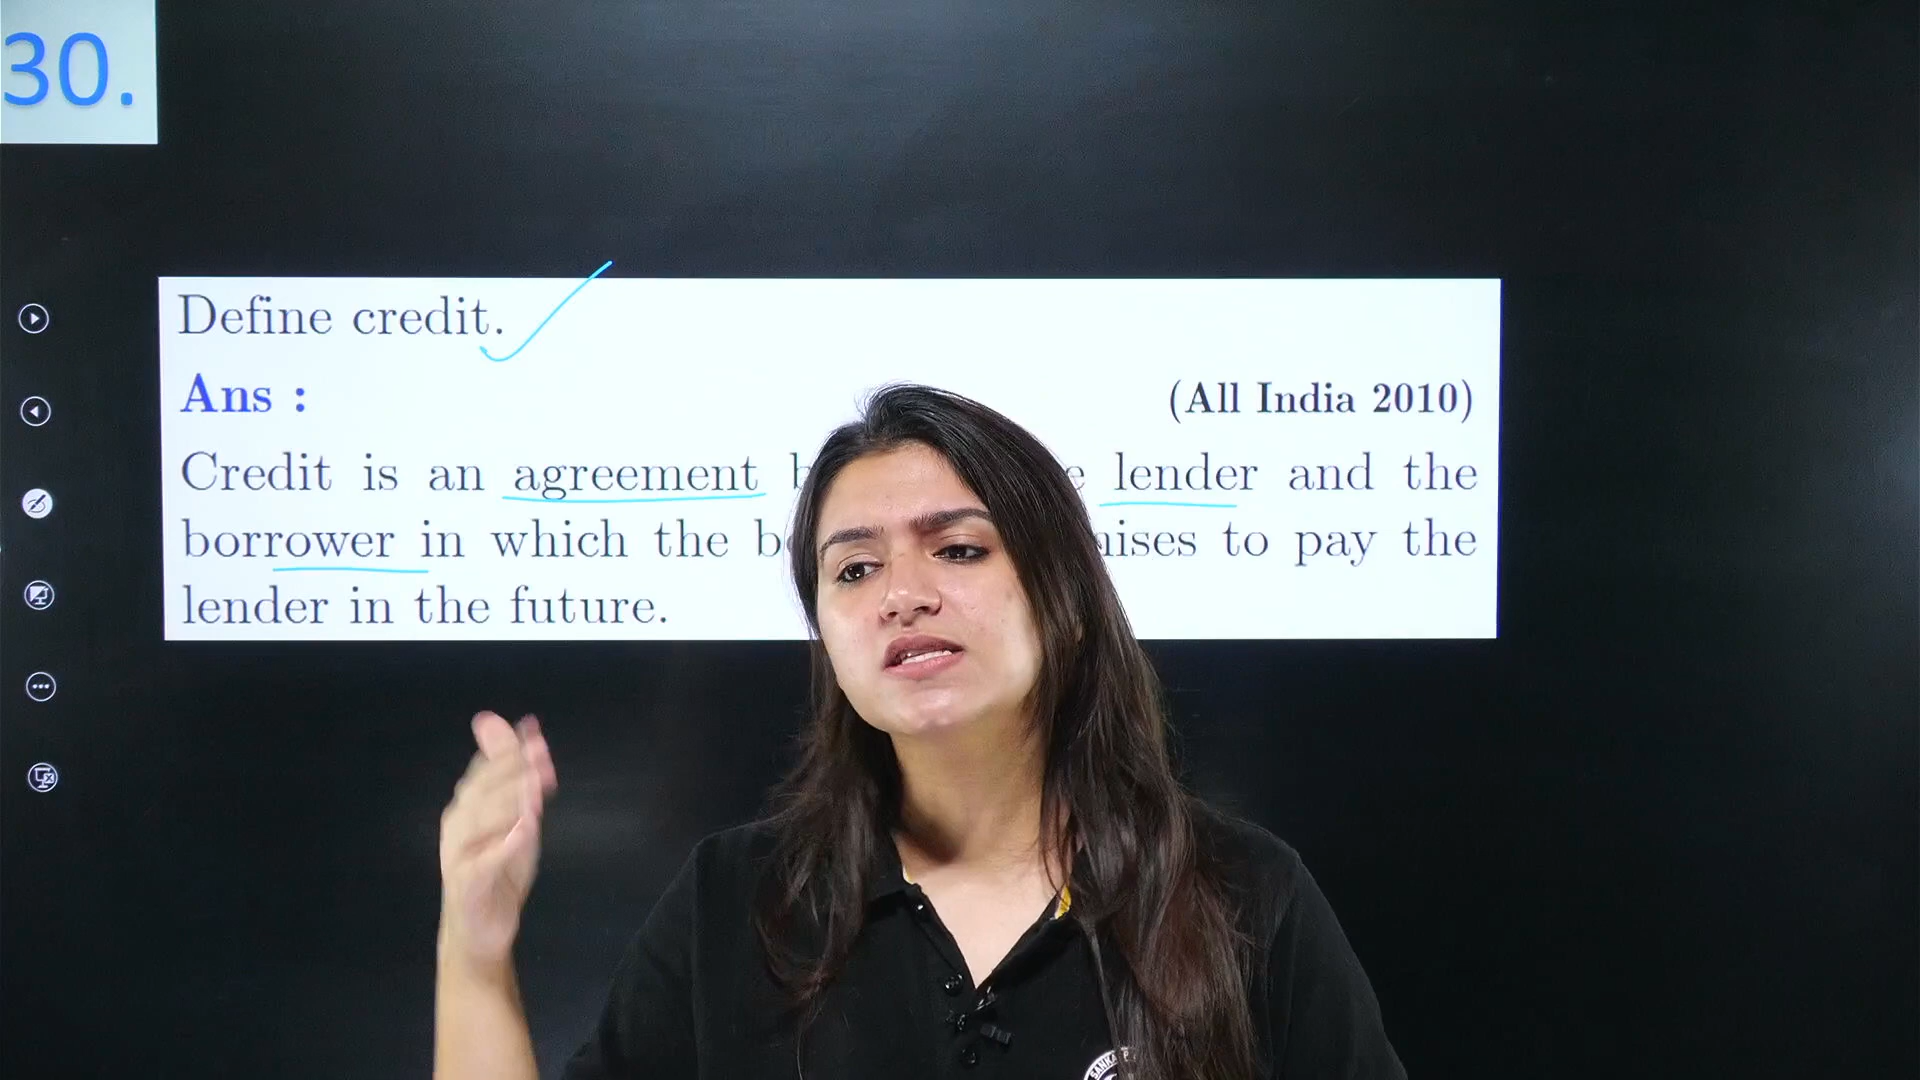 30.
Define credit.
Ans :
(All India 2010)
Credit is an agreement lender and the
borrower in which the to pay the
lender in the future.